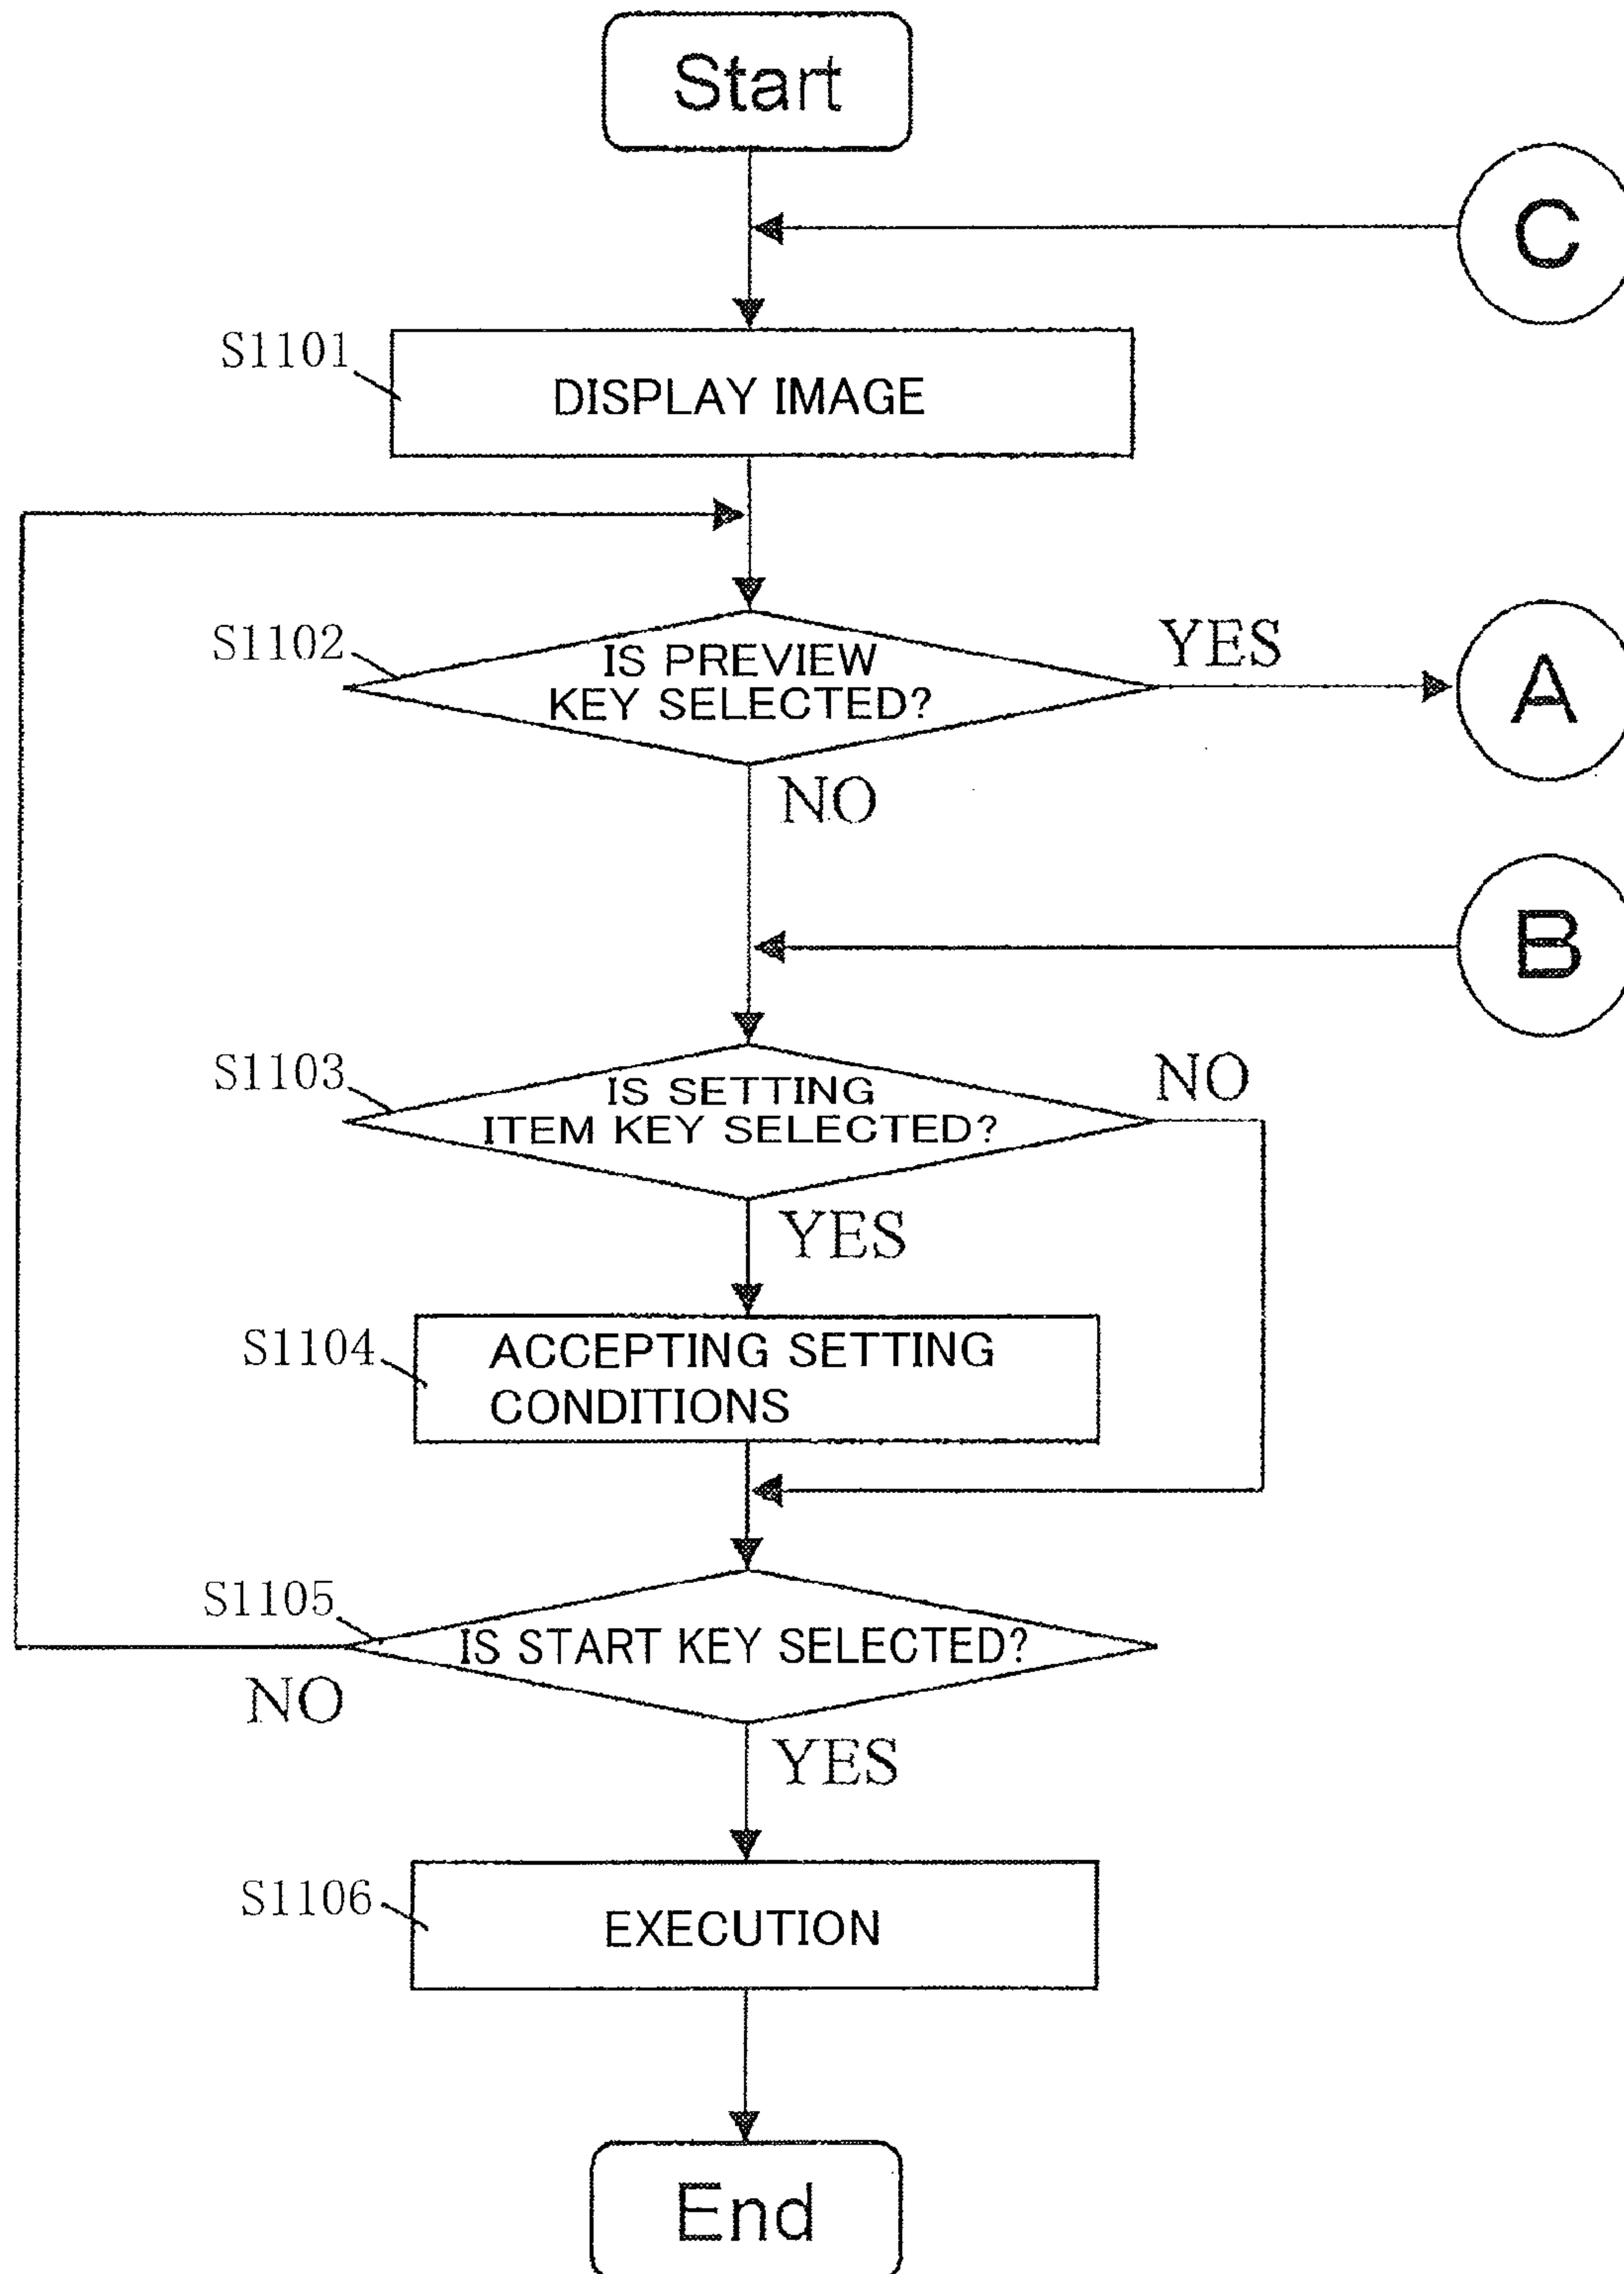 Start
C
S1101
DISPLAY IMAGE
S1102
IS PREVIEW
KEY SELECTED?
YES
A
NO
B
S1103
IS SETTING
ITEM KEY SELECTED?
NO
YES
S1104
ACCEPTING SETTING
CONDITIONS
S1105
IS START KEY SELECTED?
NO
YES
S1106
EXECUTION
End